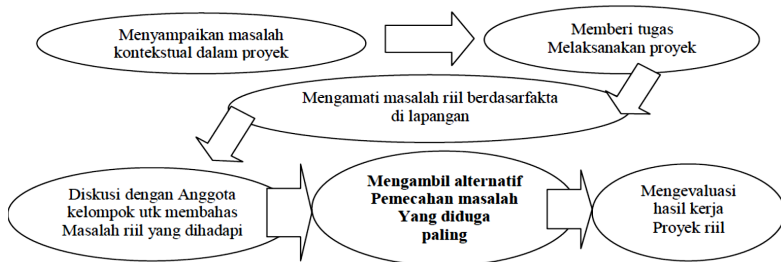 Menyampaikan masalah
kontekstual dalam proyek
Memberi tugas
Melaksanakan proyek
Mengamati masalah riil berdasarfakta
di lapangan
Diskusi dengan Anggota
kelompok utk membahas
Masalah riil yang dihadapi
Mengambil alternatif
Pemecahan masalah
Yang diduga
paling
Mengevaluasi
hasil kerja
Proyek riil